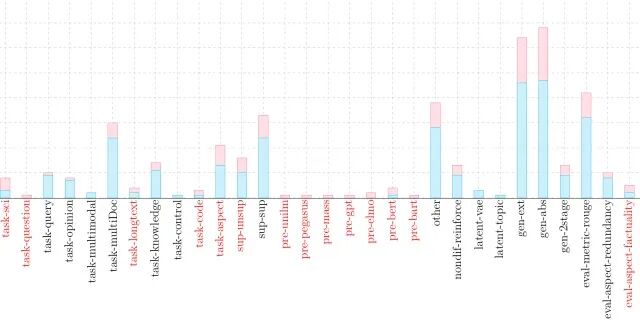 task-sci
task-question
task-query
task-opinion
task-multimodal
task-multiDoc
task-longtext
task-knowledge
task-control
task-code
task-aspect
sup-unsup
sup-sup
pre-unilm
pre-pegasus
pre-mass
pre-gpt
pre-elmo
pre-bert
pre-bart
other
nondif-reinforce
latent-vae
latent-topic
gen-ext
gen-abs
gen-2stage
eval-metric-rouge
eval-aspect-redundancy
eval-aspect-factuality